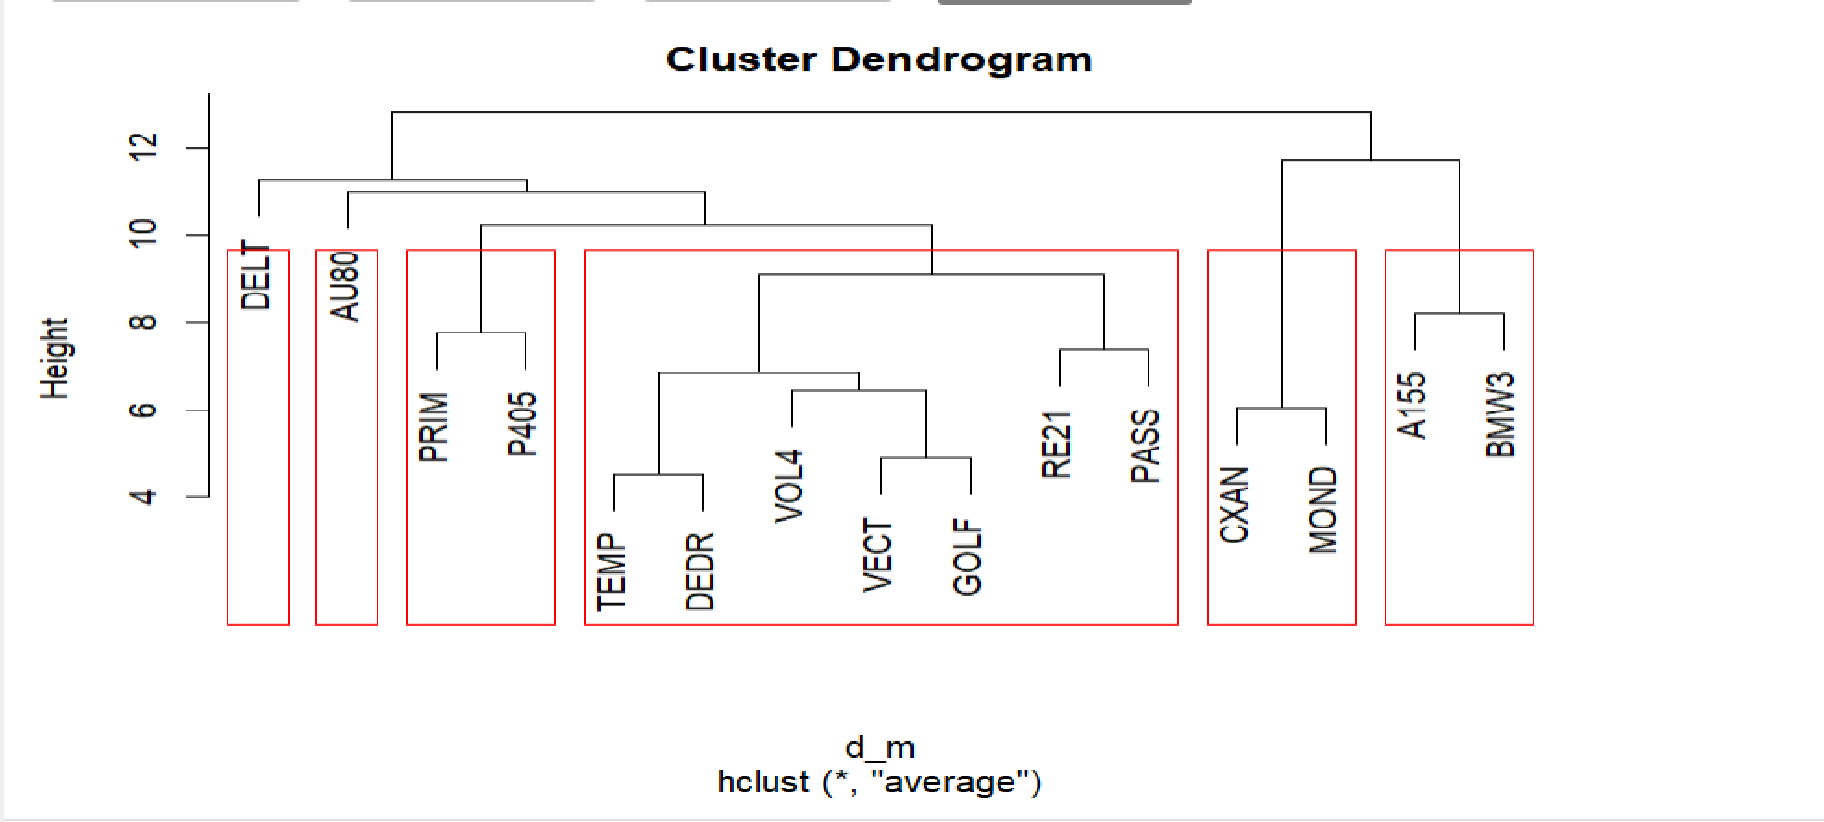 Cluster Dendrogram
Height
12
10
8
6
4
DELT
AU80
PRIM
P405
TEMP
DEDR
VOL4
VECT
GOLF
RE21
PASS
CXAN
MOND
A155
BMW3
d_m
hclust (*, "average")